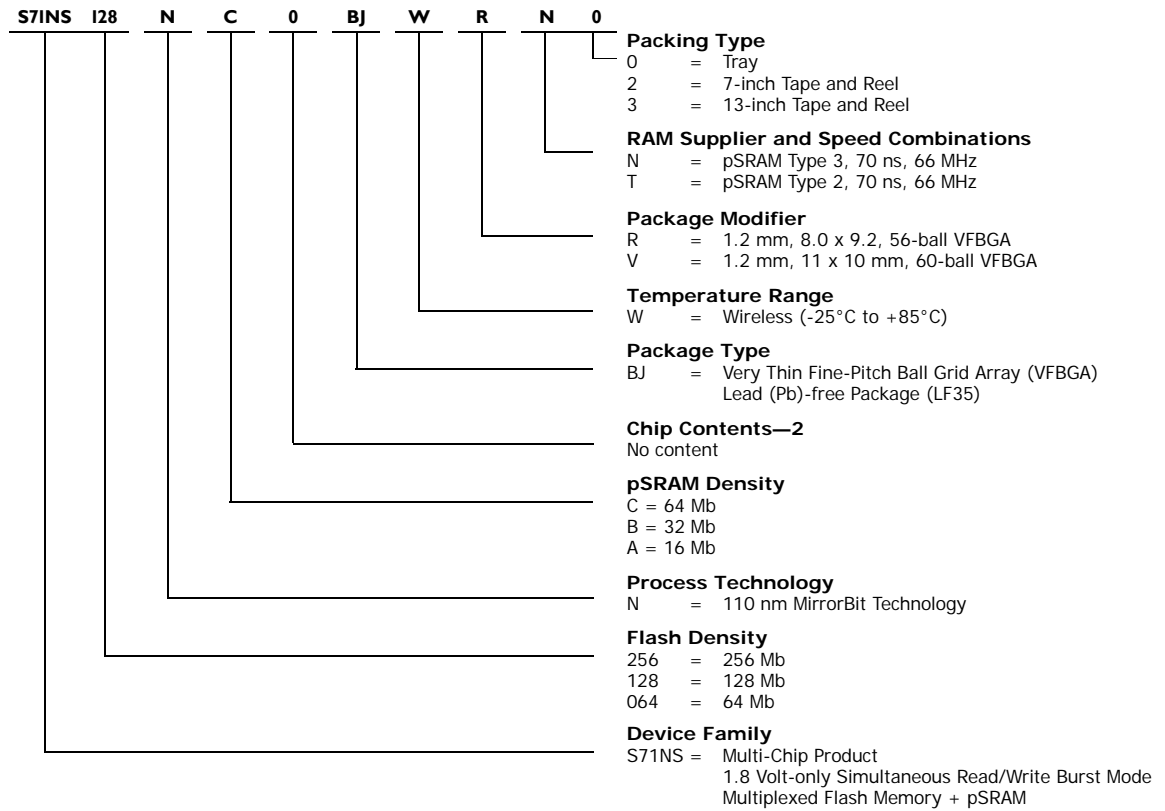 S71NS 128 N C 0 BJ W R N 0
Packing Type
0 = Tray
2 = 7-inch Tape and Reel
3 = 13-inch Tape and Reel
RAM Supplier and Speed Combinations
N = pSRAM Type 3, 70 ns, 66 MHz
T = pSRAM Type 2, 70 ns, 66 MHz
Package Modifier
R = 1.2 mm, 8.0 x 9.2, 56-ball VFBGA
V = 1.2 mm, 11 x 10 mm, 60-ball VFBGA
Temperature Range
W = Wireless (-25°C to +85°C)
Package Type
BJ = Very Thin Fine-Pitch Ball Grid Array (VFBGA)
Lead (Pb)-free Package (LF35)
Chip Contents—2
No content
pSRAM Density
C = 64 Mb
B = 32 Mb
A = 16 Mb
Process Technology
N = 110 nm MirrorBit Technology
Flash Density
256 = 256 Mb
128 = 128 Mb
064 = 64 Mb
Device Family
S71NS = Multi-Chip Product
1.8 Volt-only Simultaneous Read/Write Burst Mode
Multiplexed Flash Memory + pSRAM